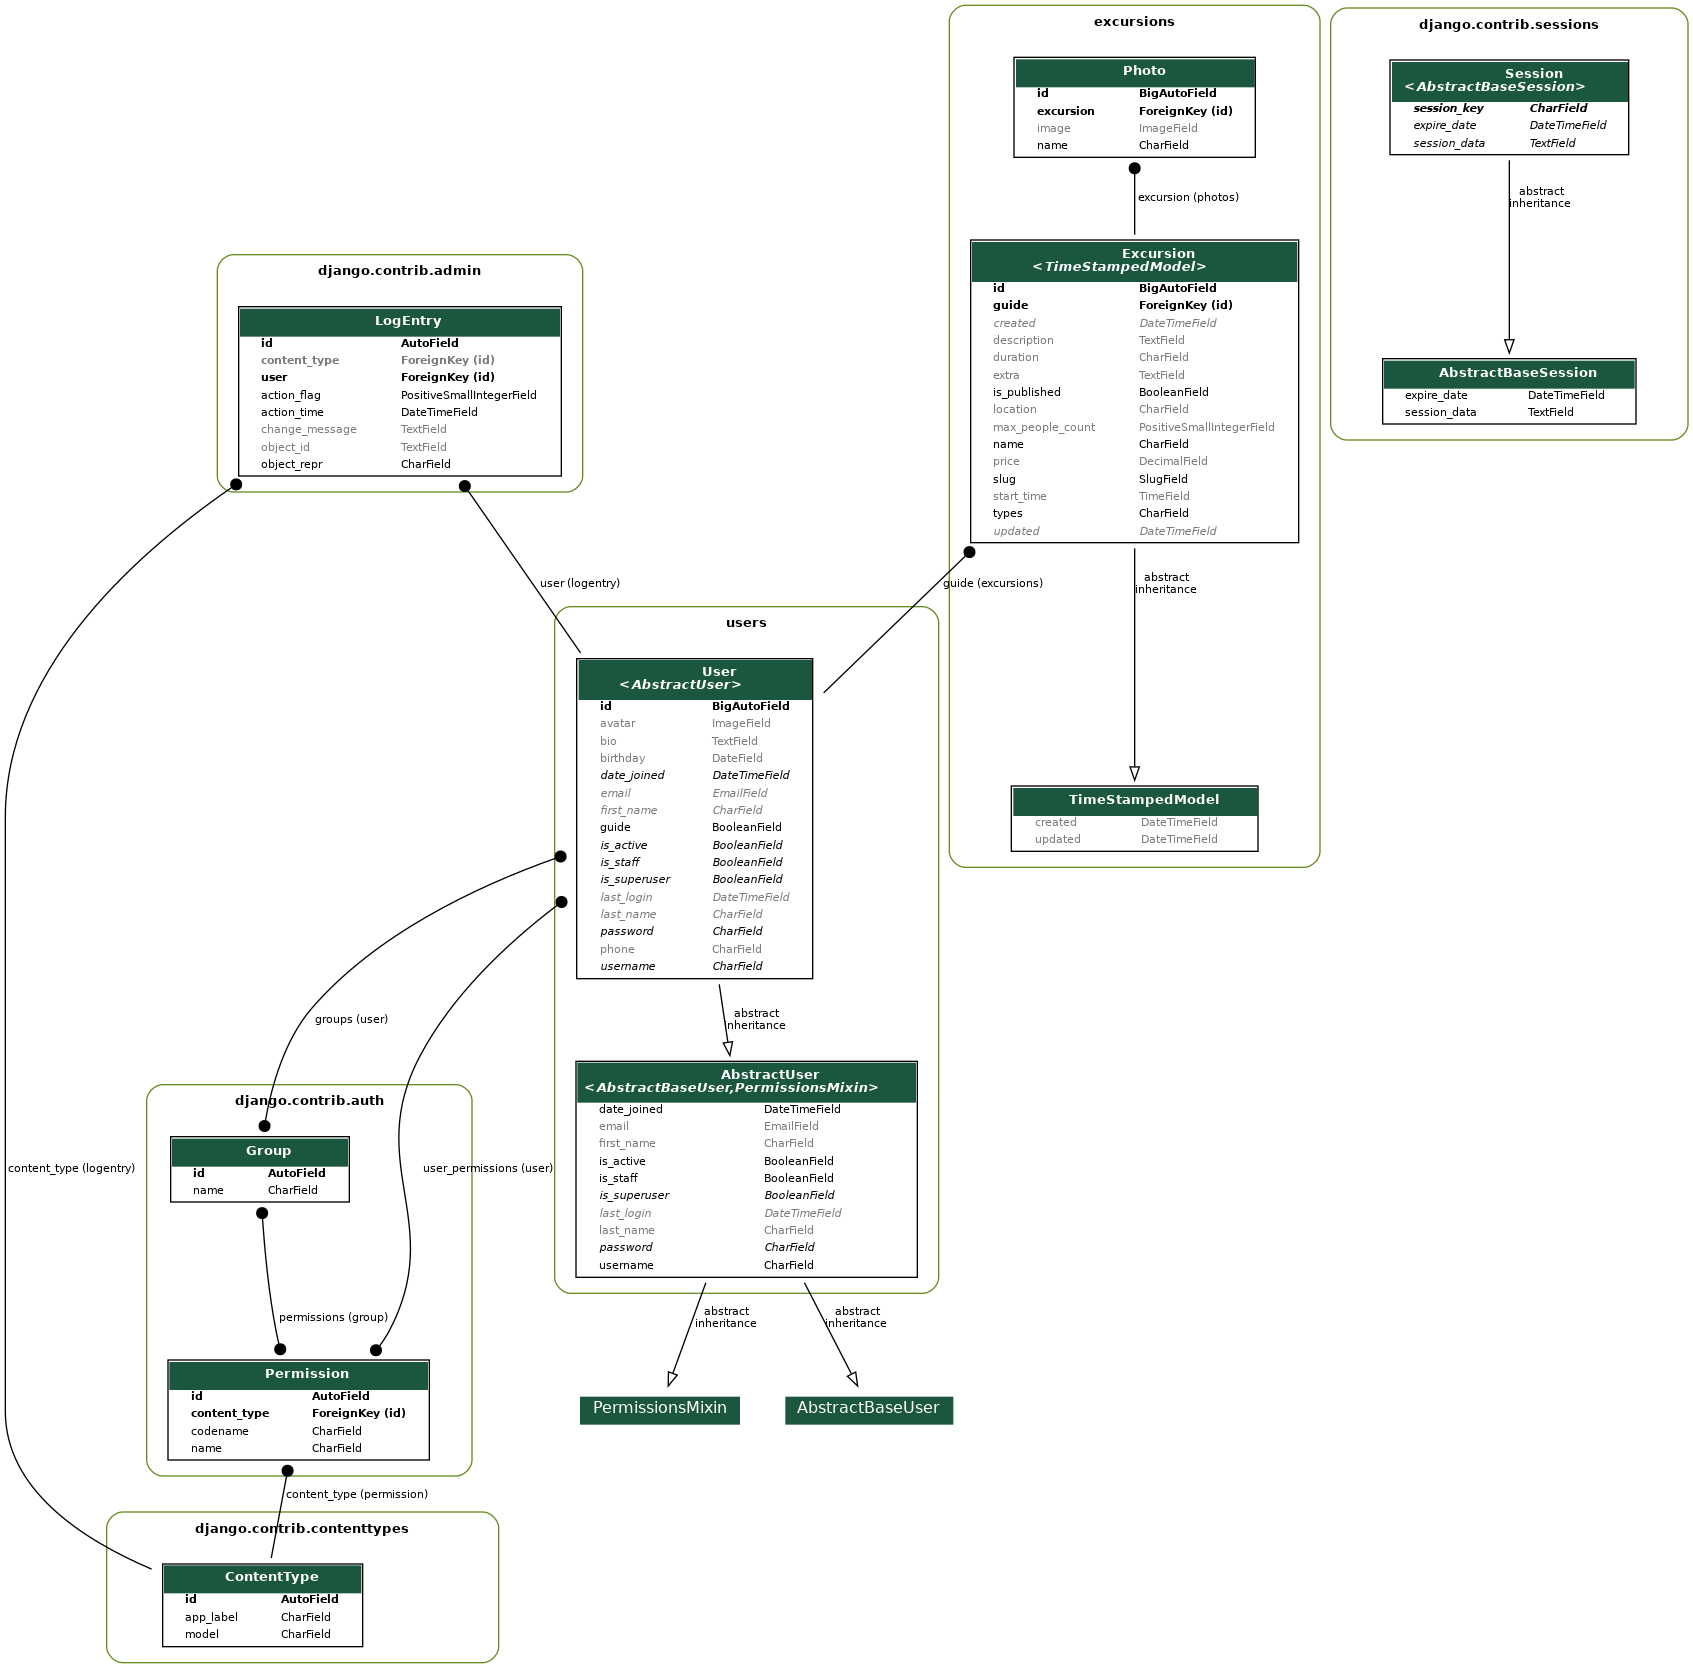 excursions
Photo
id BigAutoField
excursion ForeignKey (id)
image ImageField
name CharField
excursion (photos)
Excursion
<TimeStampedModel>
id BigAutoField
guide ForeignKey (id)
created DateTimeField
description TextField
duration CharField
extra TextField
is_published BooleanField
location CharField
max_people_count PositiveSmallIntegerField
name CharField
price DecimalField
slug SlugField
start_time TimeField
types CharField
updated DateTimeField
guide (excursions)
abstract
inheritance
TimeStampedModel
created DateTimeField
updated DateTimeField
django.contrib.sessions
Session
<AbstractBaseSession>
session_key CharField
expire_date DateTimeField
session_data TextField
abstract
inheritance
AbstractBaseSession
expire_date DateTimeField
session_data TextField
django.contrib.admin
LogEntry
id AutoField
content_type ForeignKey (id)
user ForeignKey (id)
action_flag PositiveSmallIntegerField
action_time DateTimeField
change_message TextField
object_id TextField
object_repr CharField
user (logentry)
users
User
<AbstractUser>
id BigAutoField
avatar ImageField
bio TextField
birthday DateField
date_joined DateTimeField
email EmailField
first_name CharField
guide BooleanField
is_active BooleanField
is_staff BooleanField
is_superuser BooleanField
last_login DateTimeField
last_name CharField
password CharField
phone CharField
username CharField
groups (user)
abstract
inheritance
AbstractUser
<AbstractBaseUser,PermissionsMixin>
date_joined DateTimeField
email EmailField
first_name CharField
is_active BooleanField
is_staff BooleanField
is_superuser BooleanField
last_login DateTimeField
last_name CharField
password CharField
username CharField
abstract
inheritance
abstract
inheritance
PermissionsMixin
AbstractBaseUser
django.contrib.auth
Group
id AutoField
name CharField
content_type (logentry)
user_permissions (user)
permissions (group)
Permission
id AutoField
content_type ForeignKey (id)
codename CharField
name CharField
content_type (permission)
django.contrib.contenttypes
ContentType
id AutoField
app_label CharField
model CharField